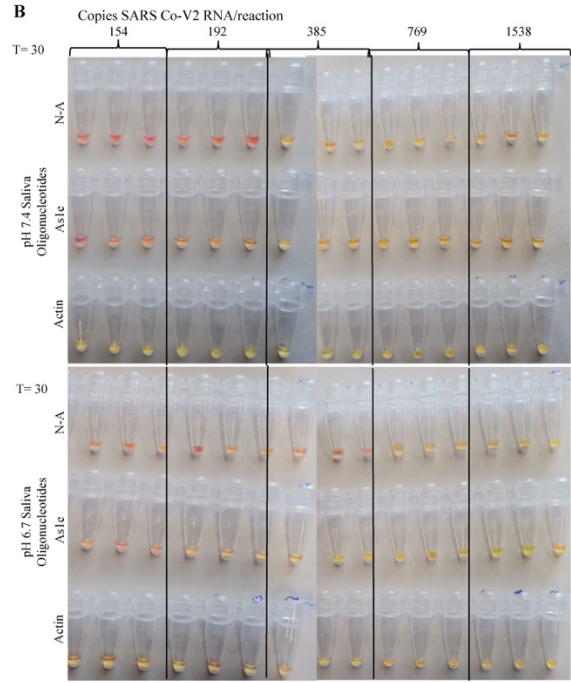 B
Copies SARS Co-V2 RNA/reaction
154 192 385 769 1538
T= 30
pH 7.4 Saliva
Oligonucleotides
N-A
As1e
Actin
T= 30
pH 6.7 Saliva
Oligonucleotides
N-A
As1e
Actin